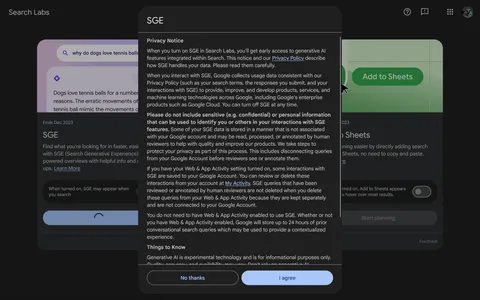 Search Labs
SGE
Privacy Notice
When you turn on SGE in Search Labs, you'll get early access to generative AI
features integrated within Search. This notice and our Privacy Policy describe
how SGE handles your data. Please read them carefully.
When you interact with SGE, Google collects usage data consistent with our
Privacy Policy (such as your search terms, the responses you submit, and your
interactions with SGE) to provide, improve, and develop products, services, and
machine learning technologies across Google, including Google's enterprise
products such as Google Cloud. You can turn off SGE at any time.
Please do not include sensitive (e.g. confidential) or personal information
that can be used to identify you or others in your interactions with SGE
features. Some of your SGE data is stored in a manner that is not associated
with your Google account and may be read, processed, or annotated by human
reviewers to help with quality and improve our products. We take steps to
protect your privacy as part of this process. This includes disconnecting queries
from your Google Account before reviewers see or annotate them.
If you have your Web & App Activity setting turned on, some interactions with
SGE are saved to your Google Account. You can review or delete these
interactions from your account at My Activity. SGE queries that have been
reviewed or annotated by human reviewers are not deleted when you delete
these queries from your Web & App Activity because they are kept separately
and are not connected to your Google Account.
You do not need to have Web & App Activity enabled to use SGE. Whether or not
you have Web & App Activity enabled, Google will store up to 24 hours of prior
conversational search queries which may be used to provide a contextualized
experience.
Things to Know
Generative AI is experimental technology and is for informational purposes only.
No thanks
I agree
why do dogs love tennis balls
Dogs love tennis balls for a number of
reasons. The erratic movements of
tennis ball mimic the movements of
Ends Dec 2023
SGE
Find what you're looking for in faster, easier
with SGE (Search Generative Experience)
powered overviews with helpful info and
ups. Learn More
When turned on, SGE may appear when
you search
Add to Sheets
Sheets
planning easier by directly adding search
need to copy and paste.
on, Add to Sheets appears
hover over most results.
Start planning
Feedback